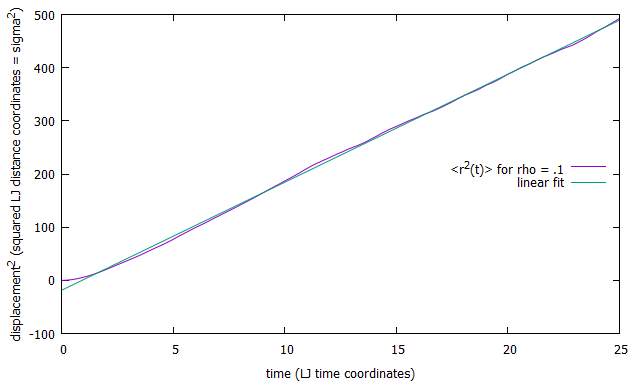 500
400
300
200
100
0
-100
0 5 10 15 20 25
displacement² (squared LJ distance coordinates = sigma²)
<r²(t)> for rho = .1
linear fit
time (LJ time coordinates)